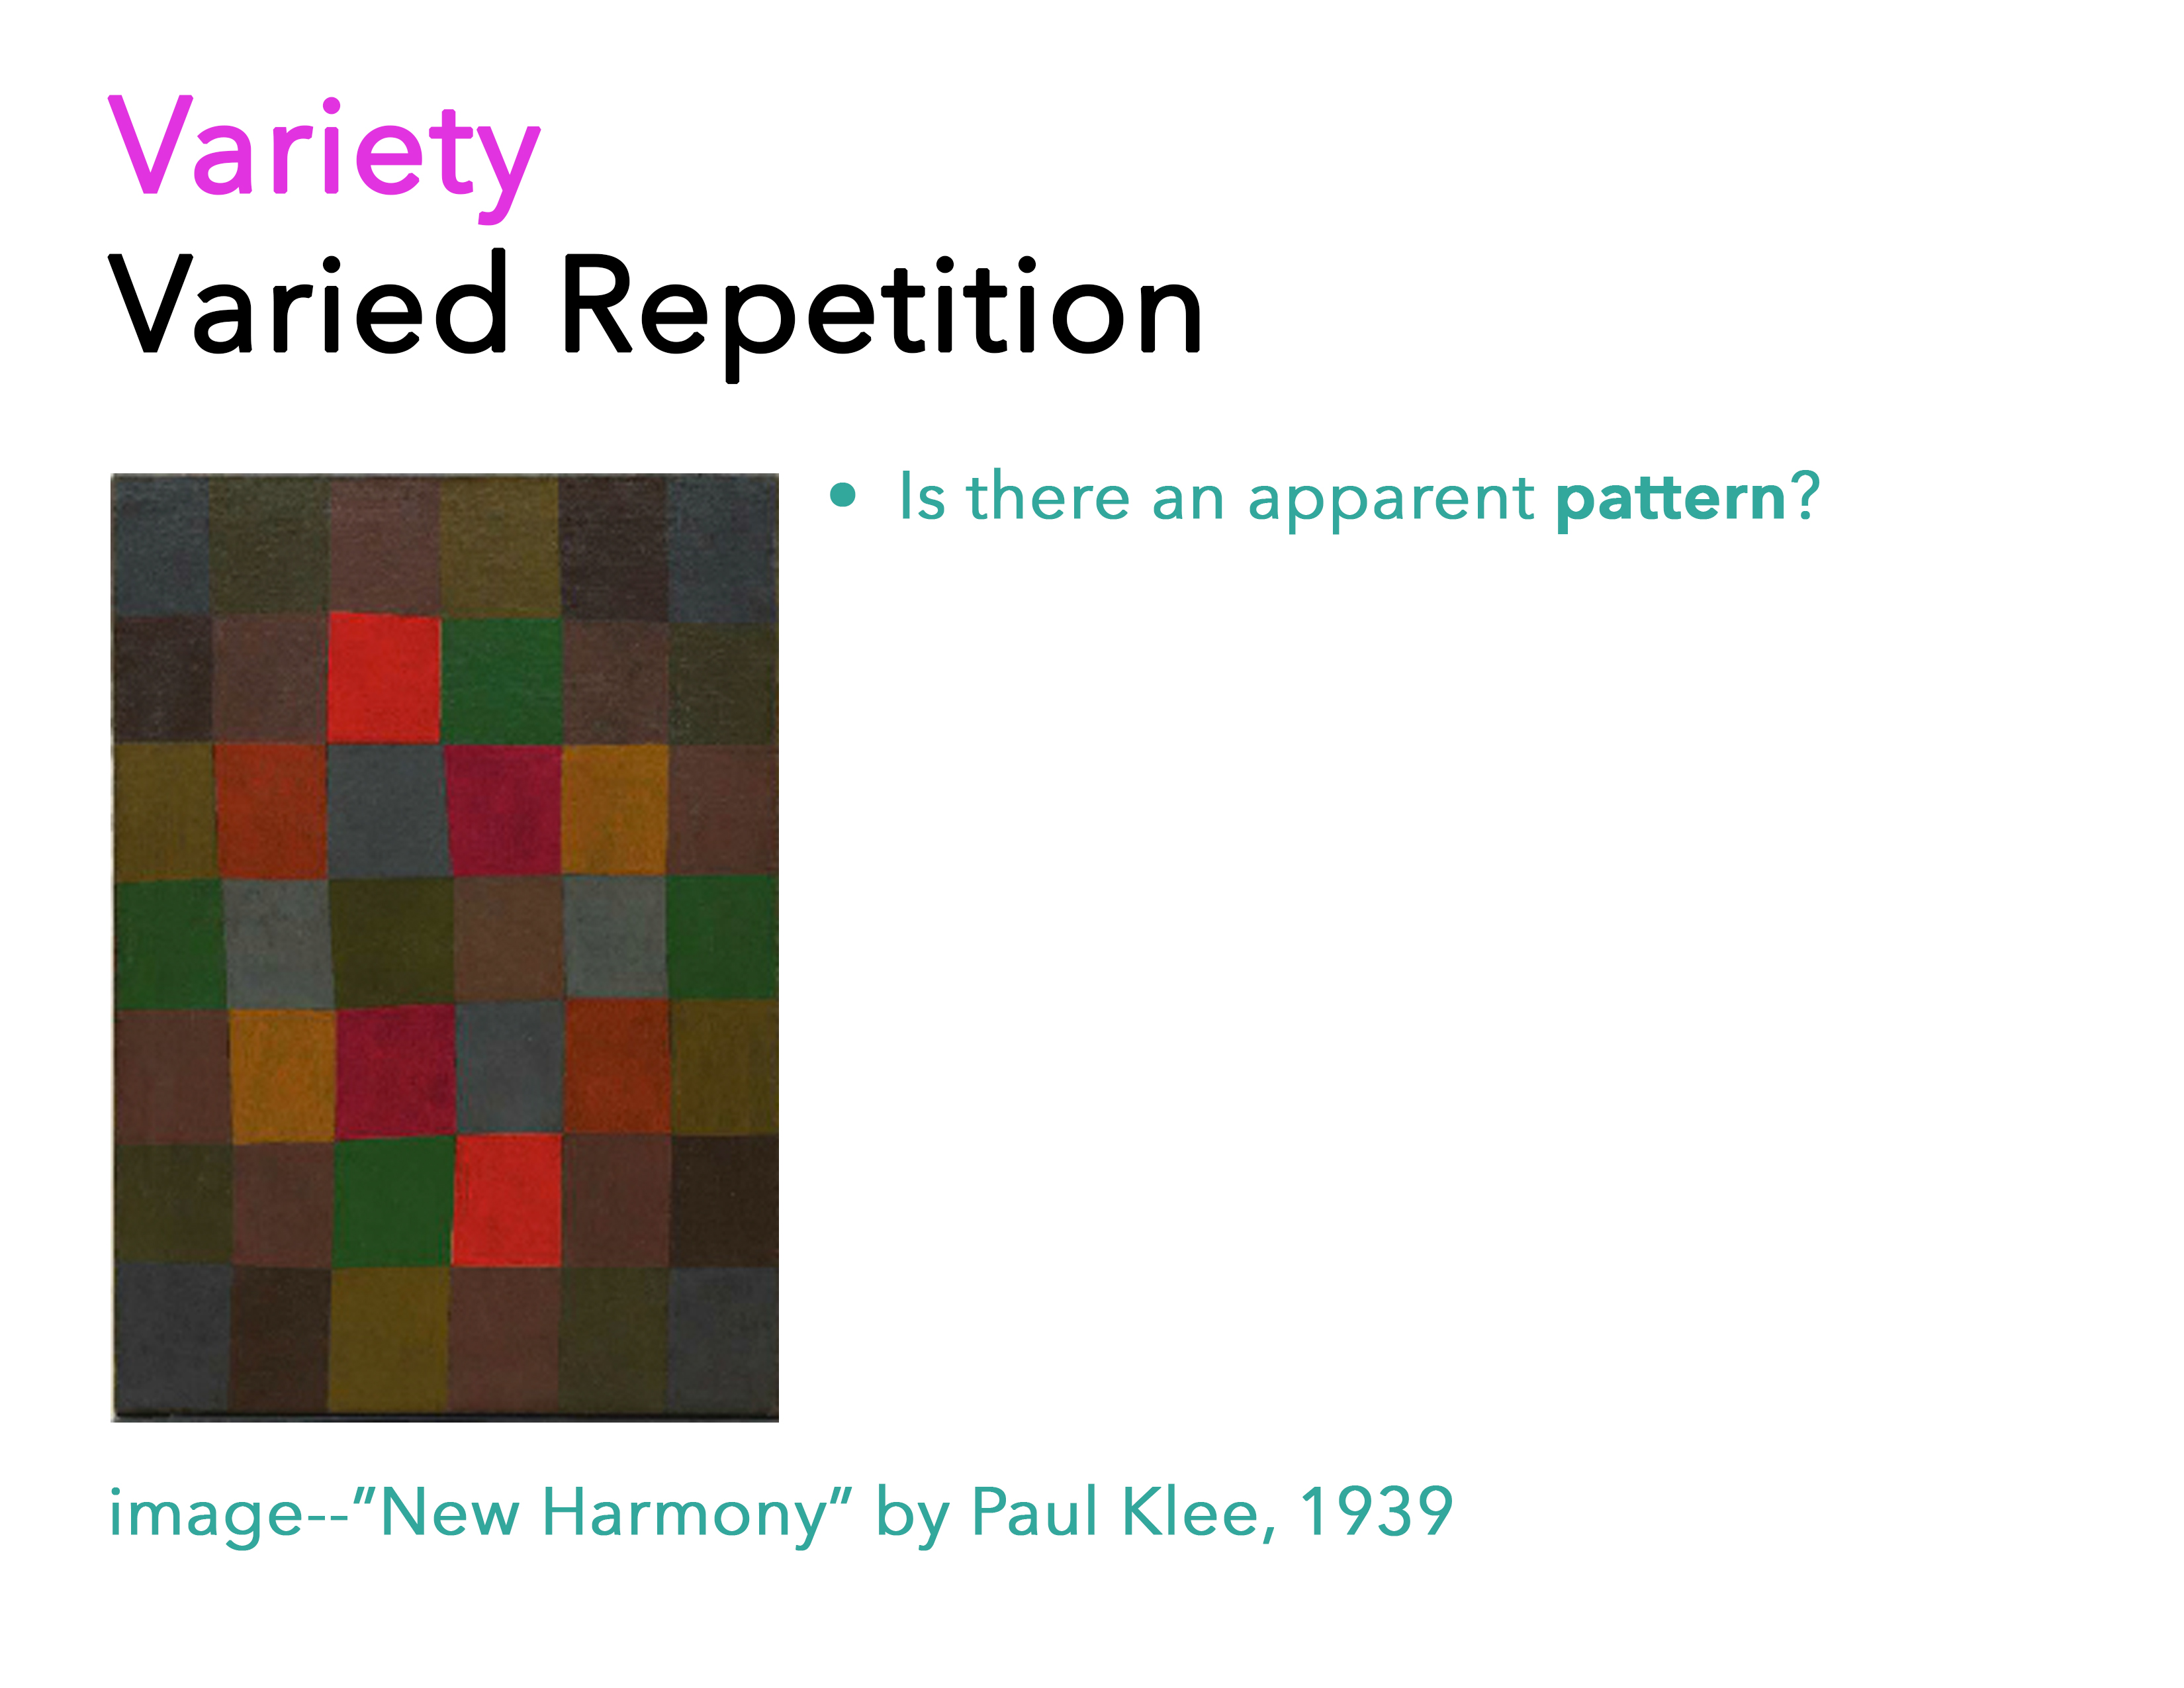 Variety
Varied Repetition
• Is there an apparent pattern?
image--"New Harmony" by Paul Klee, 1939